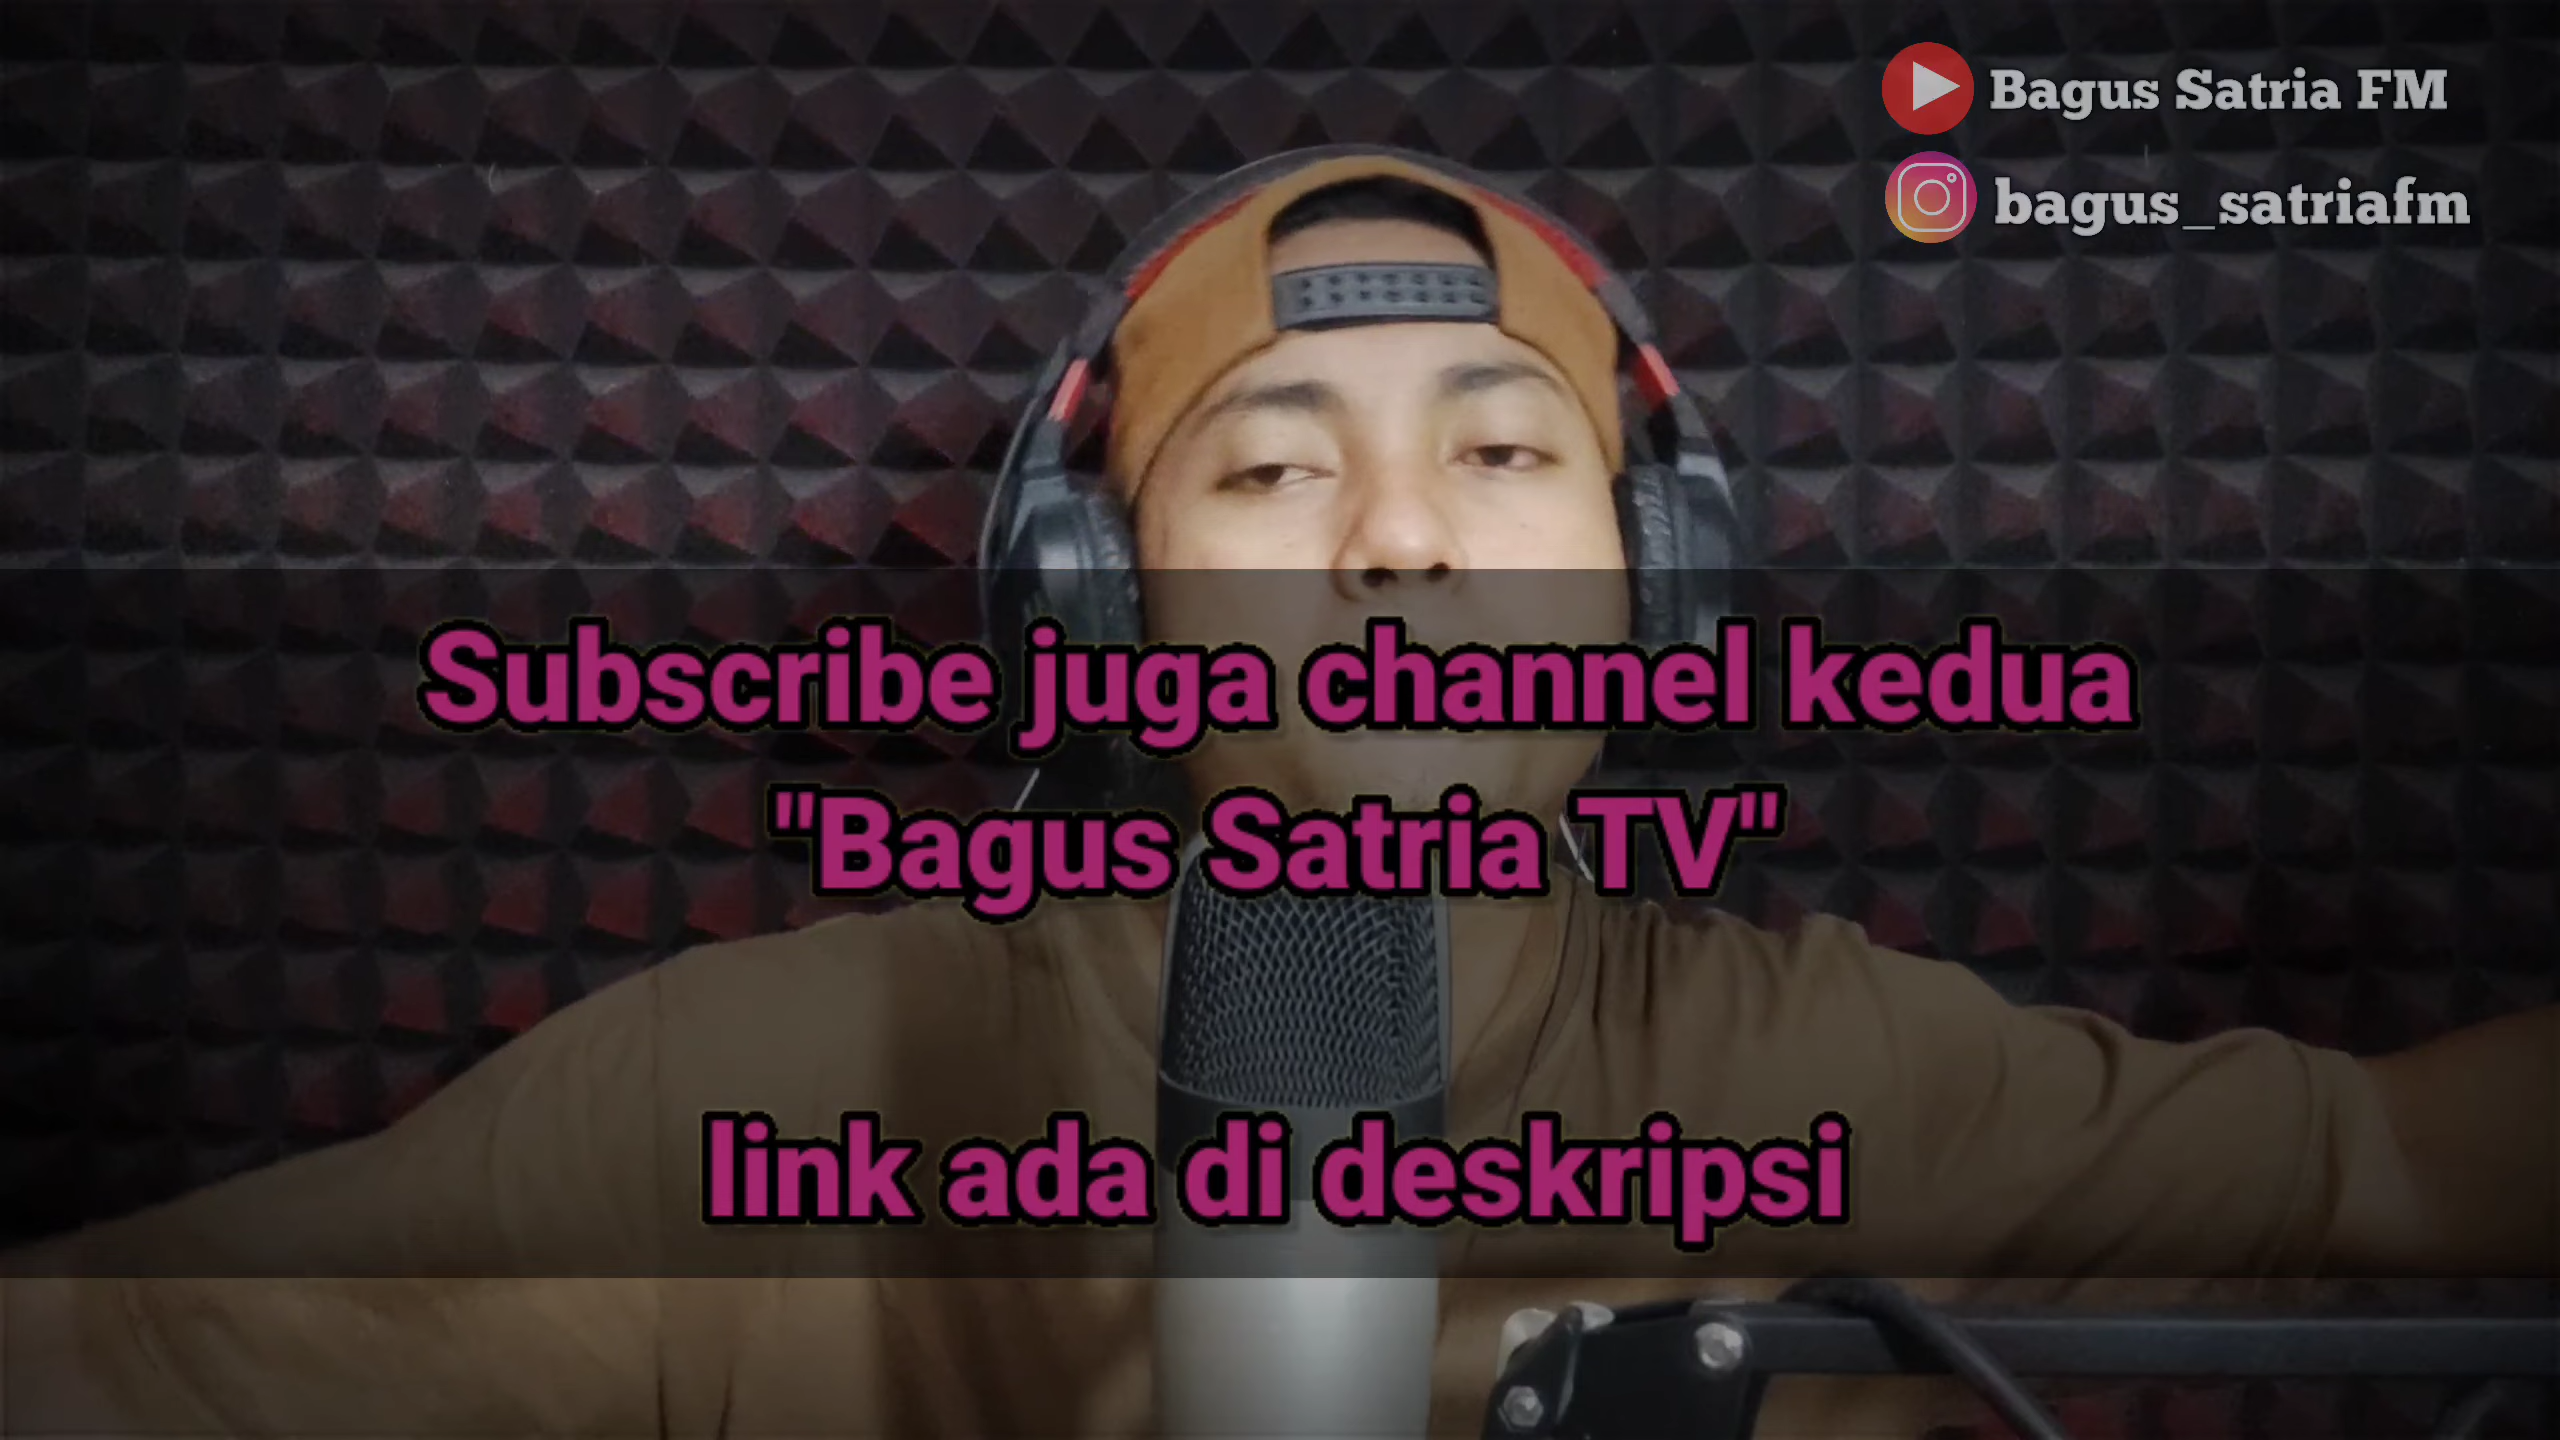 Bagus Satria FM
bagus_satriafm
Subscribe juga channel kedua
"Bagus Satria TV"
link ada di deskripsi